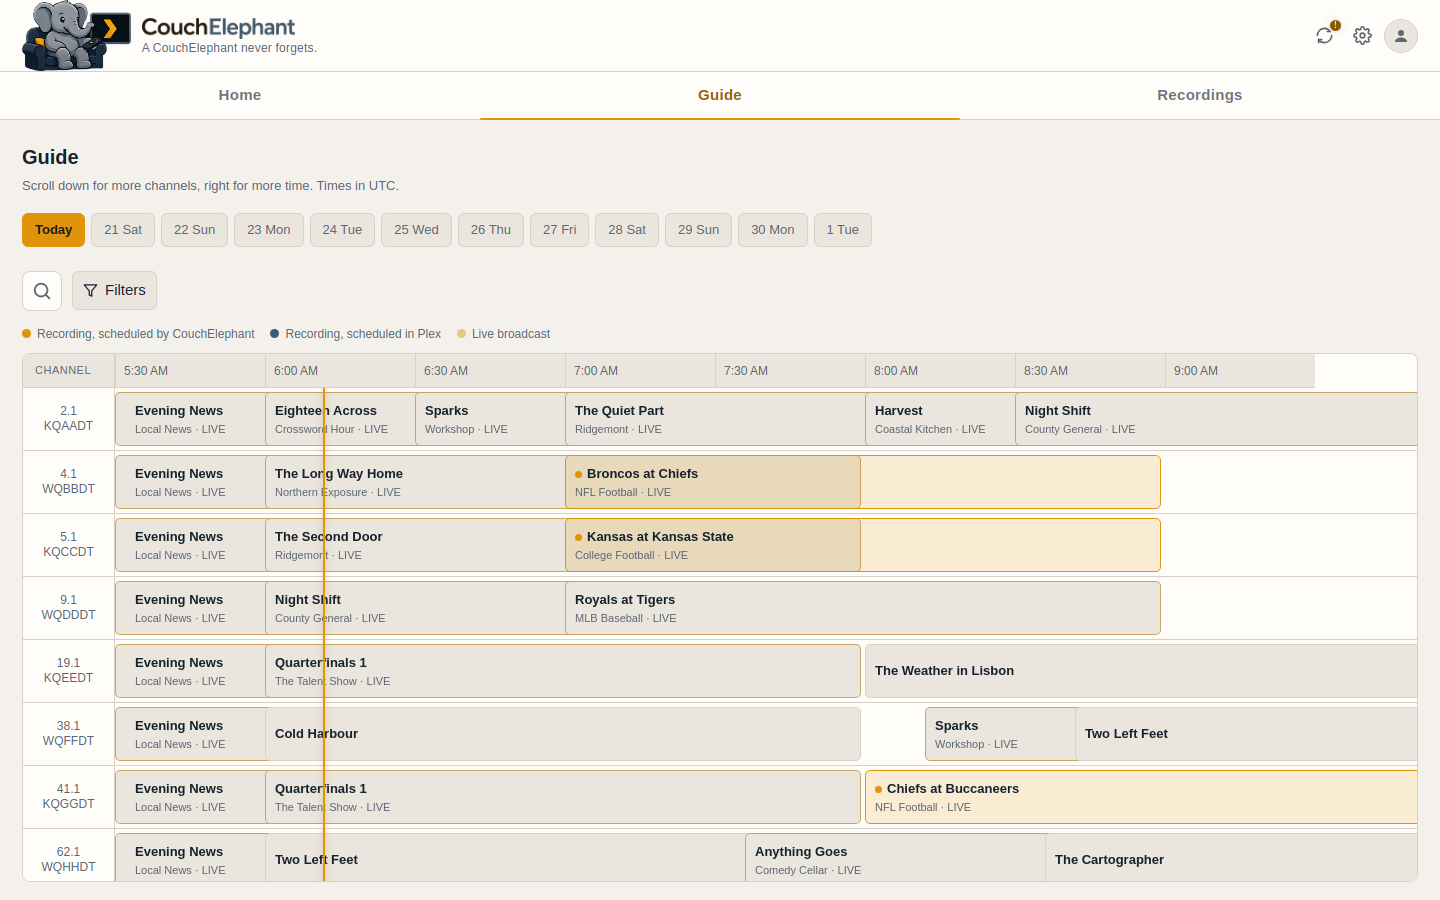 CouchElephant
A CouchElephant never forgets.
!
Home
Guide
Recordings
Guide
Scroll down for more channels, right for more time. Times in UTC.
Today
21 Sat
22 Sun
23 Mon
24 Tue
25 Wed
26 Thu
27 Fri
28 Sat
29 Sun
30 Mon
1 Tue
Filters
Recording, scheduled by CouchElephant
Recording, scheduled in Plex
Live broadcast
CHANNEL
5:30 AM
6:00 AM
6:30 AM
7:00 AM
7:30 AM
8:00 AM
8:30 AM
9:00 AM
2.1
KQAADT
Evening News
Local News · LIVE
Eighteen Across
Crossword Hour · LIVE
Sparks
Workshop · LIVE
The Quiet Part
Ridgemont · LIVE
Harvest
Coastal Kitchen · LIVE
Night Shift
County General · LIVE
4.1
WQBBDT
Evening News
Local News · LIVE
The Long Way Home
Northern Exposure · LIVE
Broncos at Chiefs
NFL Football · LIVE
5.1
KQCCDT
Evening News
Local News · LIVE
The Second Door
Ridgemont · LIVE
Kansas at Kansas State
College Football · LIVE
9.1
WQDDDT
Evening News
Local News · LIVE
Night Shift
County General · LIVE
Royals at Tigers
MLB Baseball · LIVE
19.1
KQEEDT
Evening News
Local News · LIVE
Quarterfinals 1
The Talent Show · LIVE
The Weather in Lisbon
38.1
WQFFDT
Evening News
Local News · LIVE
Cold Harbour
Sparks
Workshop · LIVE
Two Left Feet
41.1
KQGGDT
Evening News
Local News · LIVE
Quarterfinals 1
The Talent Show · LIVE
Chiefs at Buccaneers
NFL Football · LIVE
62.1
WQHHDT
Evening News
Local News · LIVE
Two Left Feet
Anything Goes
Comedy Cellar · LIVE
The Cartographer